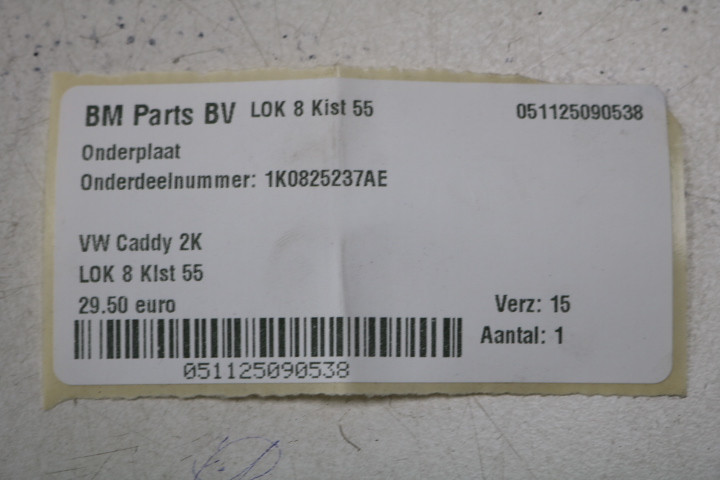 BM Parts BV LOK 8 Kist 55 051125090538
Onderplaat
Onderdeelnummer: 1K0825237AE
VW Caddy 2K
LOK 8 KIst 55
29.50 euro Verz: 15
Aantal: 1
051125090538